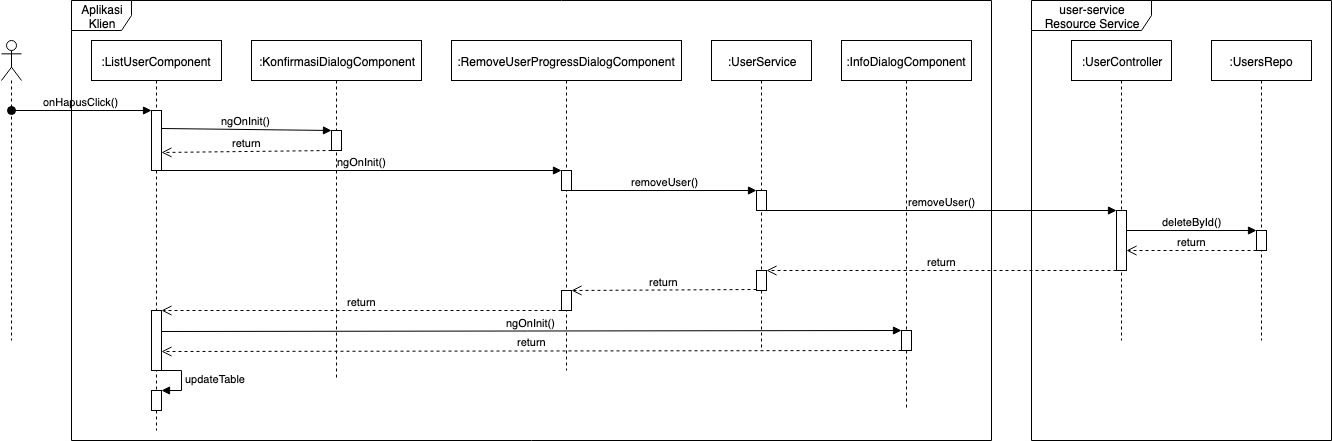 Aplikasi
Klien
user-service
Resource Service
:ListUserComponent
:KonfirmasiDialogComponent
:RemoveUserProgressDialogComponent
:UserService
:InfoDialogComponent
:UserController
:UsersRepo
onHapusClick()
ngOnInit()
return
ngOnInit()
removeUser()
removeUser()
deleteById()
return
return
return
return
ngOnInit()
return
updateTable